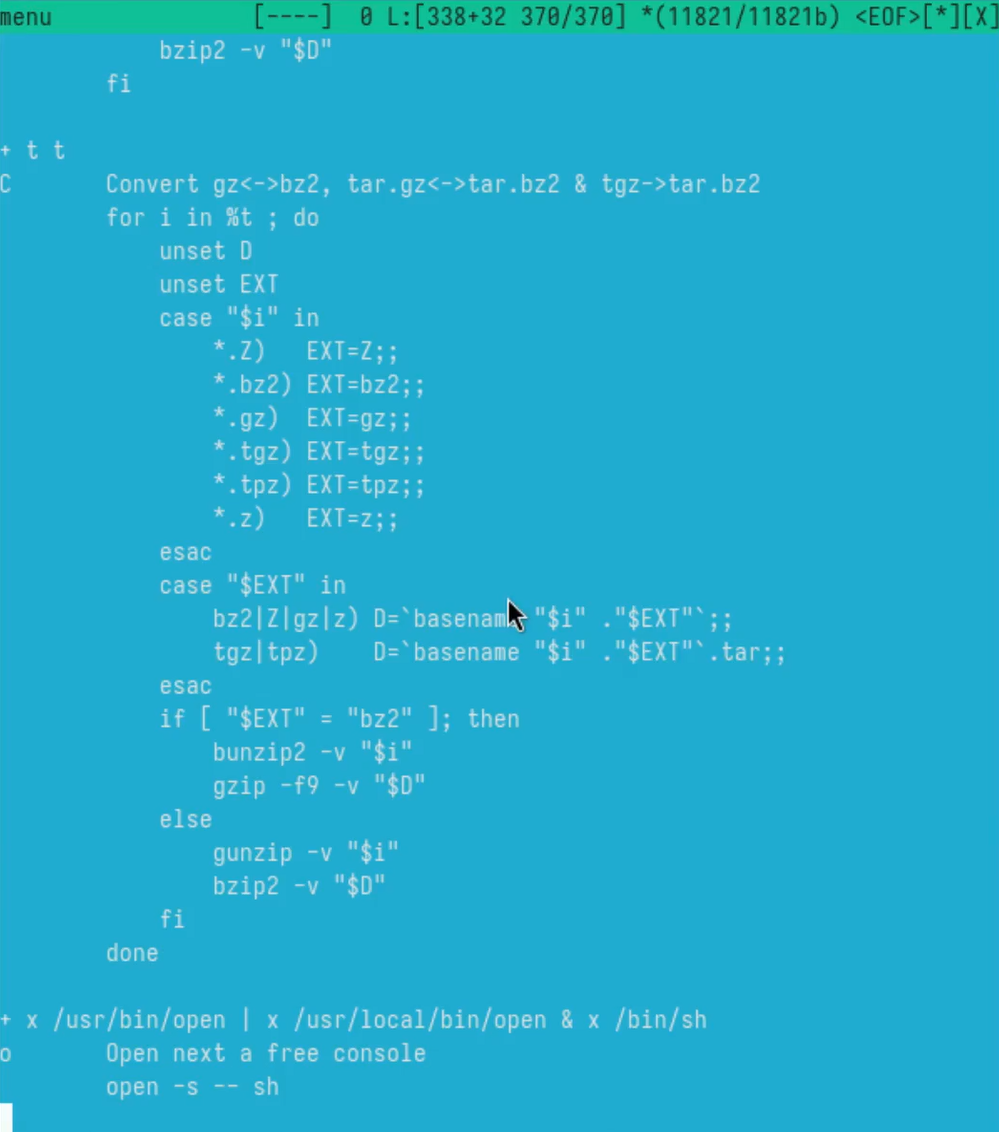 menu [----] 0 L:[338+32 370/370] *(11821/11821b) <EOF>[*][X]
            bzip2 -v "$D"
        fi

+ t t
C       Convert gz<->bz2, tar.gz<->tar.bz2 & tgz->tar.bz2
        for i in %t ; do
            unset D
            unset EXT
            case "$i" in
                *.Z)   EXT=Z;;
                *.bz2) EXT=bz2;;
                *.gz)  EXT=gz;;
                *.tgz) EXT=tgz;;
                *.tpz) EXT=tpz;;
                *.z)   EXT=z;;
            esac
            case "$EXT" in
                bz2|Z|gz|z) D=`basename "$i" ."$EXT"`;;
                tgz|tpz)    D=`basename "$i" ."$EXT"`.tar;;
            esac
            if [ "$EXT" = "bz2" ]; then
                bunzip2 -v "$i"
                gzip -f9 -v "$D"
            else
                gunzip -v "$i"
                bzip2 -v "$D"
            fi
        done

+ x /usr/bin/open | x /usr/local/bin/open & x /bin/sh
o       Open next a free console
        open -s -- sh